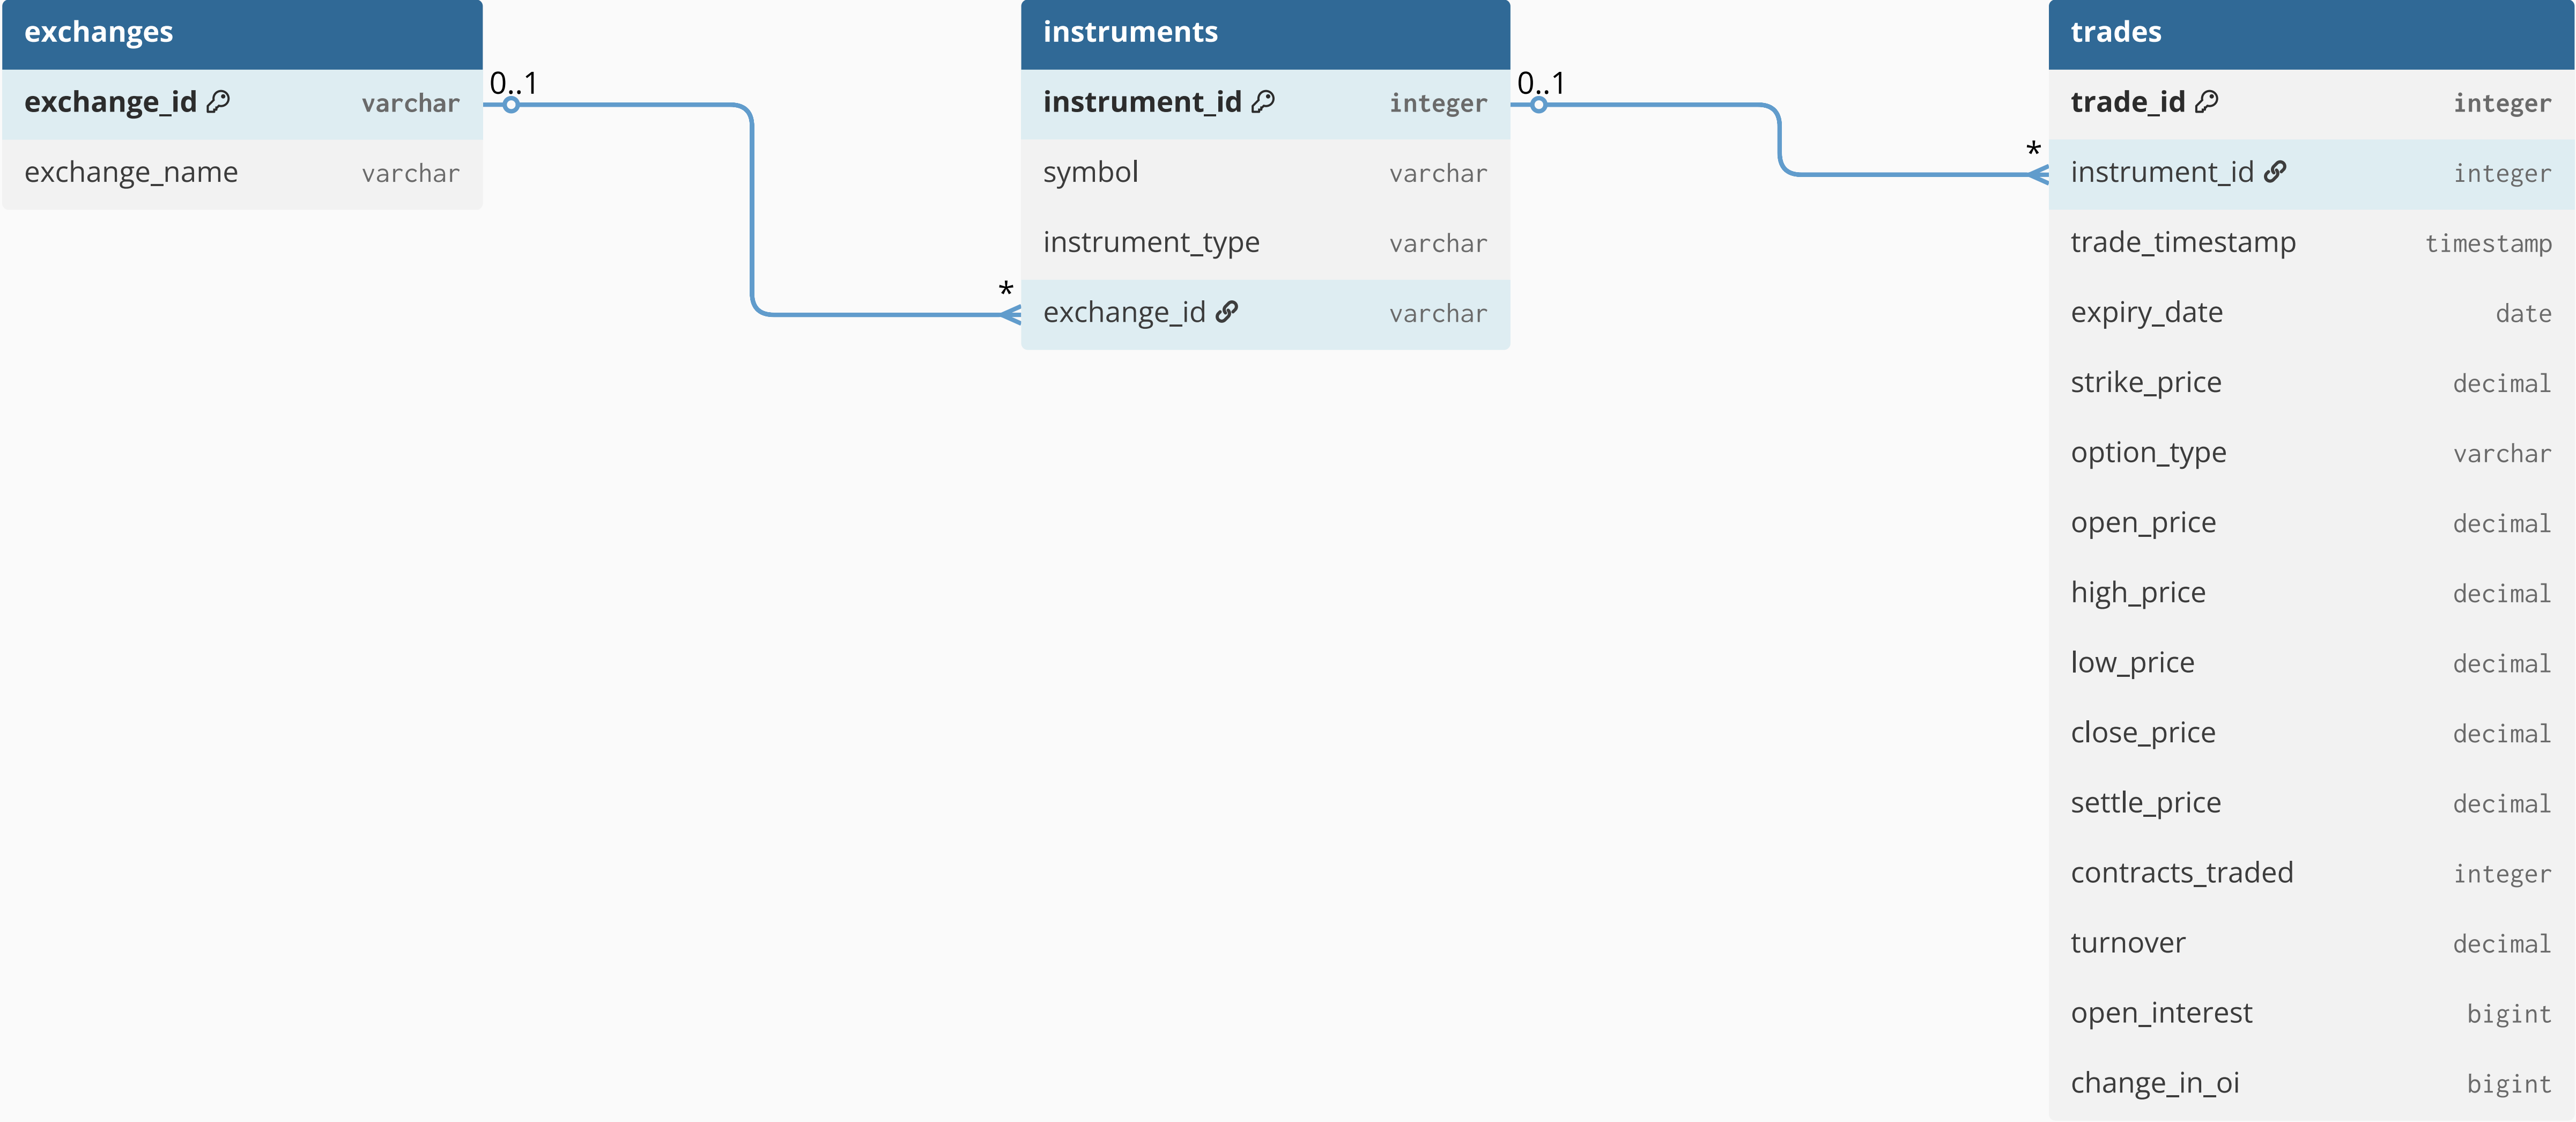 exchanges
exchange_id varchar
exchange_name varchar
0..1
*
instruments
instrument_id integer
symbol varchar
instrument_type varchar
exchange_id varchar
0..1
*
trades
trade_id integer
instrument_id integer
trade_timestamp timestamp
expiry_date date
strike_price decimal
option_type varchar
open_price decimal
high_price decimal
low_price decimal
close_price decimal
settle_price decimal
contracts_traded integer
turnover decimal
open_interest bigint
change_in_oi bigint